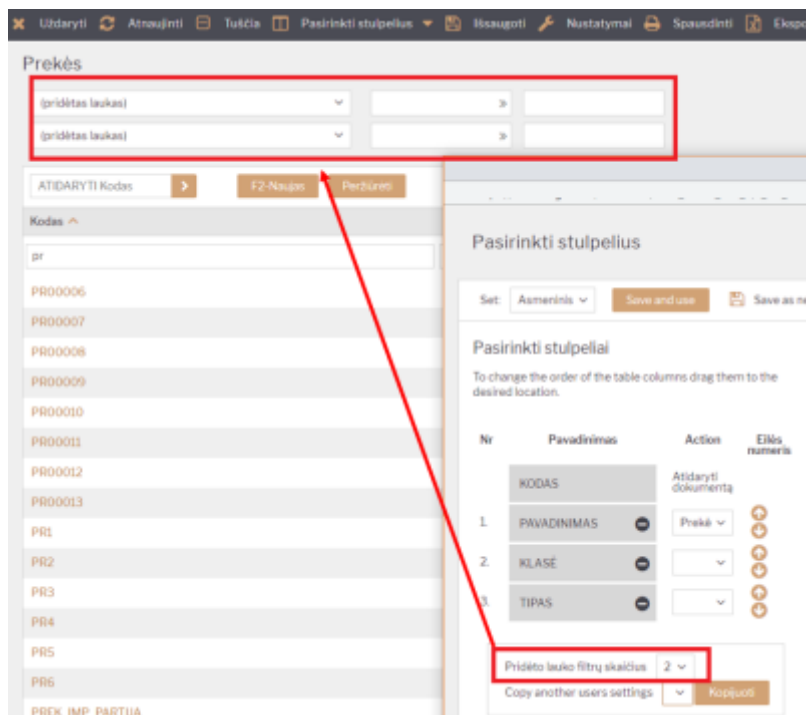 Uždaryti Atnaujinti Tuščia Pasirinkti stulpelius Išsaugoti Nustatymai Spausdinti Ekspo
Prekės
(pridėtas laukas) »
(pridėtas laukas) »
ATIDARYTI Kodas F2-Naujas Peržiūrėti
Kodas
pr
PR00006
PR00007
PR00008
PR00009
PR00010
PR00011
PR00012
PR00013
PR1
PR2
PR3
PR4
PR5
PR6
PREK_IMP_PARTIJA
Pasirinkti stulpelius
Set: Asmeninis Save and use Save as ne
Pasirinkti stulpeliai
To change the order of the table columns drag them to the
desired location.
Nr Pavadinimas Action Eilės numeris
KODAS Atidaryti dokumentą
1. PAVADINIMAS Prekė
2. KLASĖ
3. TIPAS
Pridėto lauko filtrų skaičius 2
Copy another users settings Kopijuoti